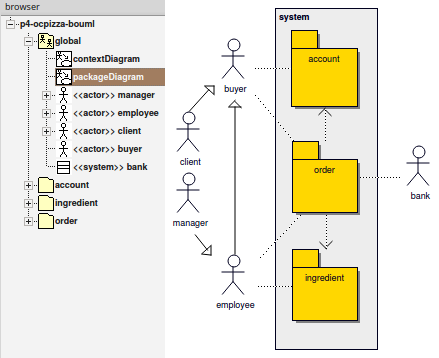 browser
p4-ocpizza-bouml
global
contextDiagram
packageDiagram
<<actor>> manager
<<actor>> employee
<<actor>> client
<<actor>> buyer
<<system>> bank
account
ingredient
order
system
account
buyer
client
order
bank
manager
ingredient
employee